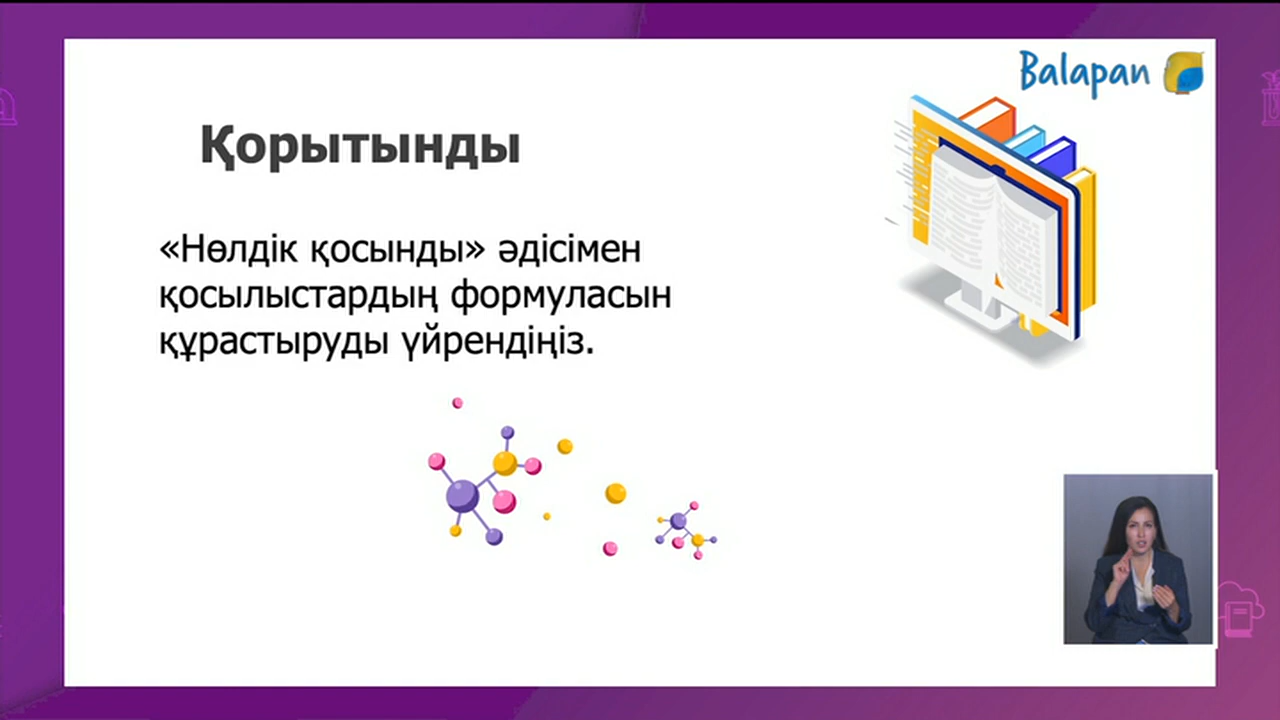 Balapan
Қорытынды
«Нөлдік қосынды» әдісімен
қосылыстардың формуласын
құрастыруды үйрендіңіз.